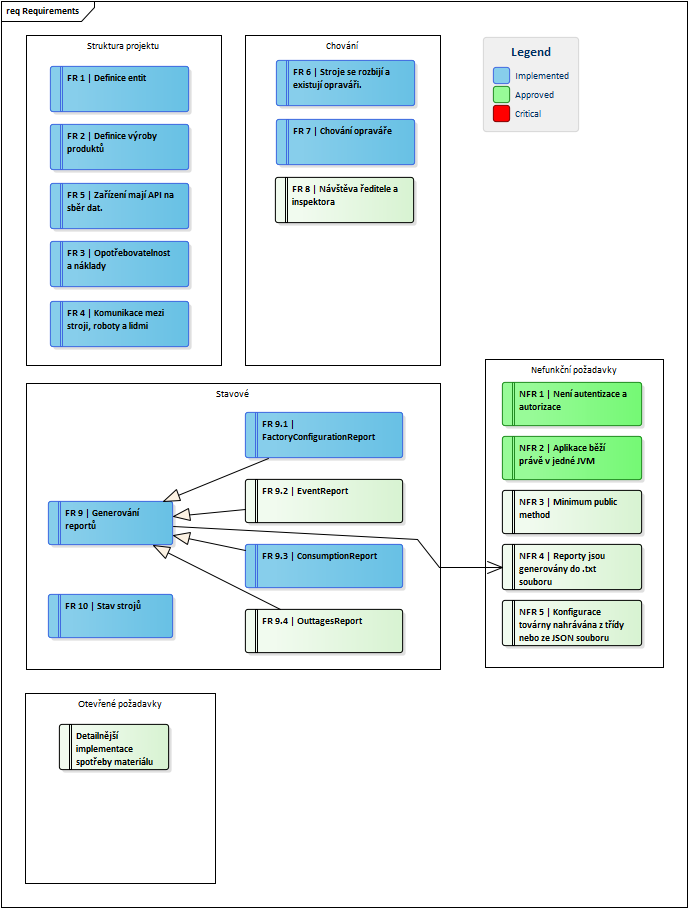 req Requirements
Struktura projektu
FR 1 | Definice entit
FR 2 | Definice výroby
produktů
FR 5 | Zařízení mají API na
sběr dat.
FR 3 | Opotřebovatelnost
a náklady
FR 4 | Komunikace mezi
stroji, roboty a lidmi
Chování
FR 6 | Stroje se rozbijí a
existují opraváři.
FR 7 | Chování opraváře
FR 8 | Návštěva ředitele a
inspektora
Legend
Implemented
Approved
Critical
Stavové
FR 9.1 |
FactoryConfigurationReport
FR 9.2 | EventReport
FR 9 | Generování
reportů
FR 9.3 | ConsumptionReport
FR 10 | Stav strojů
FR 9.4 | OuttagesReport
Nefunkční požadavky
NFR 1 | Není autentizace a
autorizace
NFR 2 | Aplikace běží
právě v jedné JVM
NFR 3 | Minimum public
method
NFR 4 | Reporty jsou
generovány do .txt
souboru
NFR 5 | Konfigurace
továrny nahrávána z třídy
nebo ze JSON souboru
Otevřené požadavky
Detailnější
implementace
spotřeby materiálu